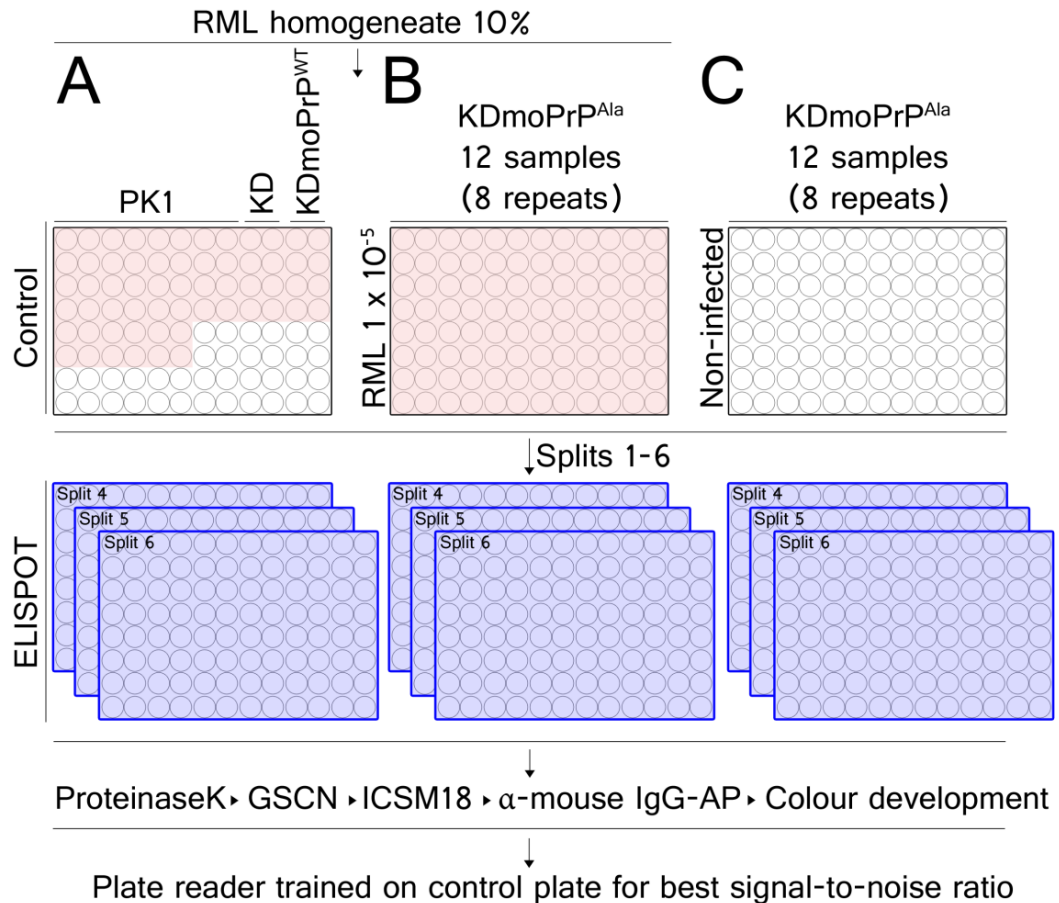 RML homogeneate 10%
A
B
C
PK1
KD
KDmoPrPᵂᵀ
KDmoPrPᴬˡᵃ
12 samples
(8 repeats)
KDmoPrPᴬˡᵃ
12 samples
(8 repeats)
Control
RML 1 x 10⁻⁵
Non-infected
Splits 1-6
ELISPOT
Split 4
Split 5
Split 6
Split 4
Split 5
Split 6
Split 4
Split 5
Split 6
ProteinaseK ▸ GSCN ▸ ICSM18 ▸ α-mouse IgG-AP ▸ Colour development
Plate reader trained on control plate for best signal-to-noise ratio